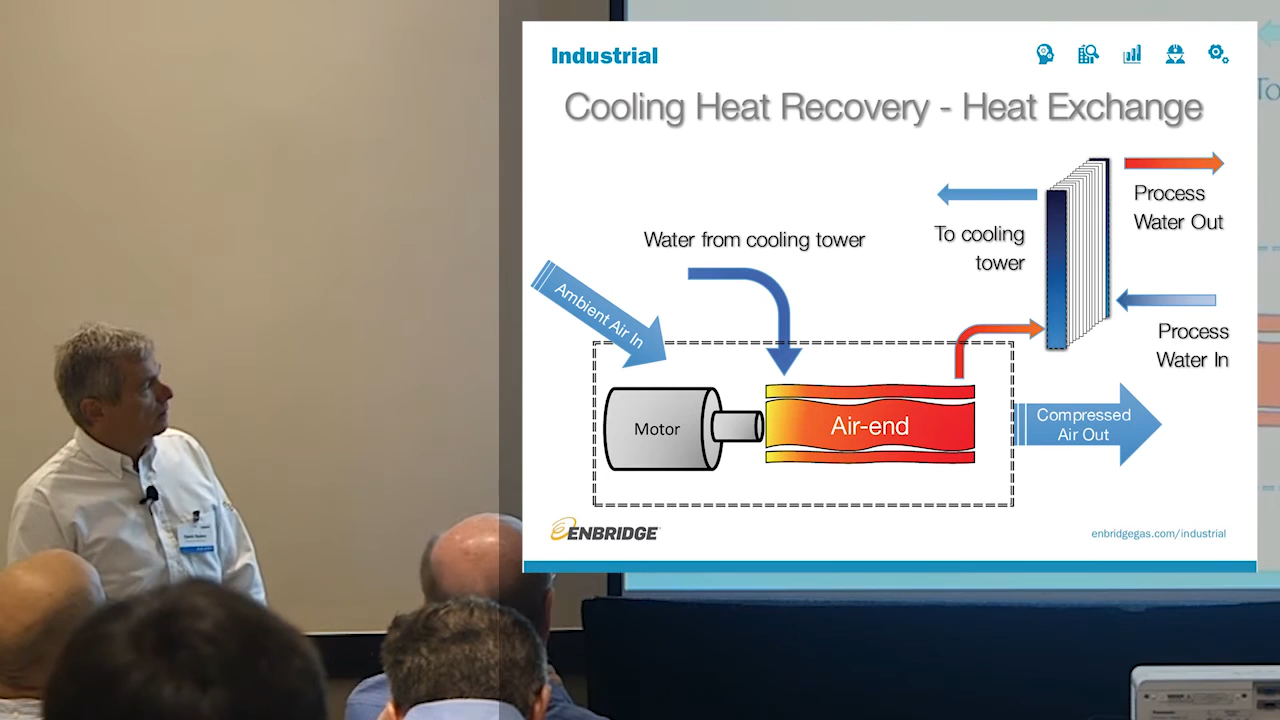 Industrial
Cooling Heat Recovery - Heat Exchange
Process
Water Out
Water from cooling tower
To cooling
tower
Ambient Air In
Process
Water In
Motor
Air-end
Compressed
Air Out
ENBRIDGE
enbridgegas.com/industrial
To